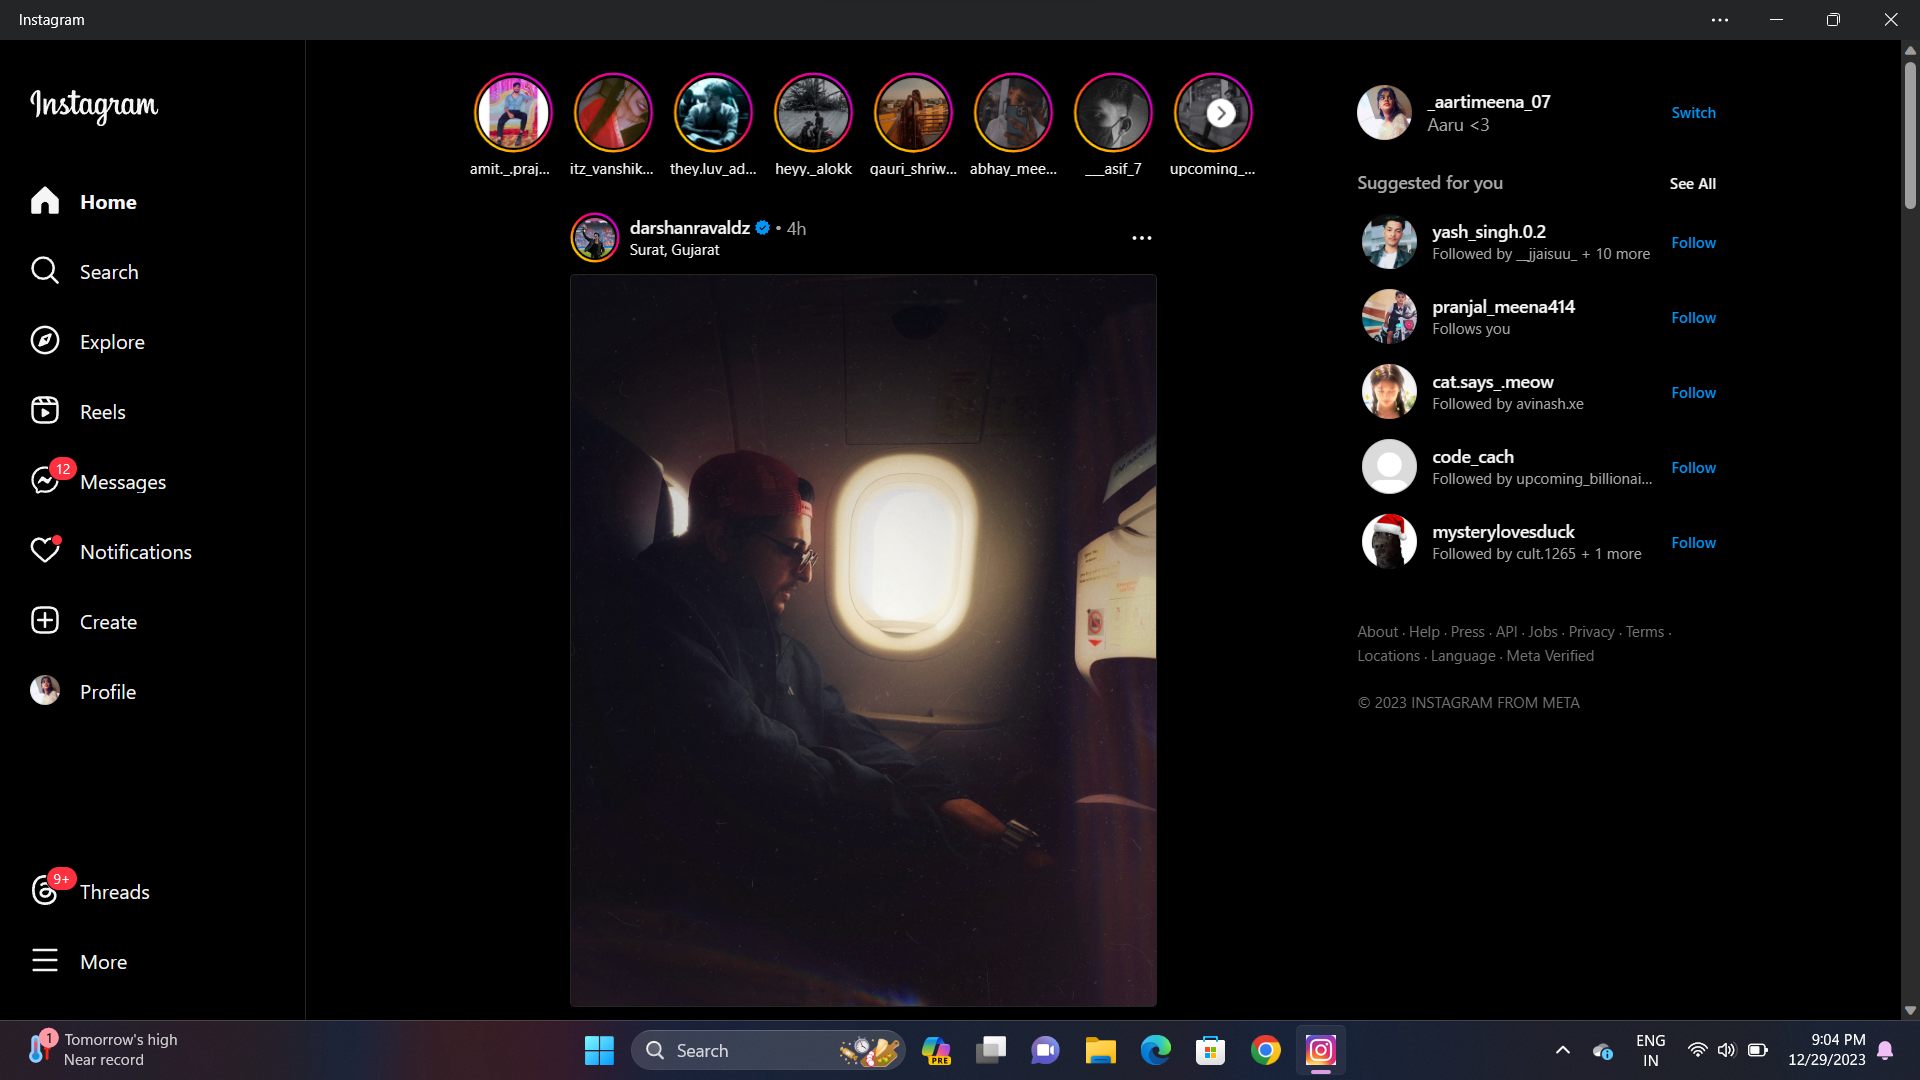 Instagram
Instagram
Home
Search
Explore
Reels
12
Messages
Notifications
Create
Profile
9+
Threads
More
amit._.praj...
itz_vanshik...
they.luv_ad...
heyy._alokk
gauri_shriw...
abhay_mee...
___asif_7
upcoming_...
darshanravaldz • 4h
Surat, Gujarat
_aartimeena_07
Aaru <3
Switch
Suggested for you
See All
yash_singh.0.2
Followed by __jjaisuu_ + 10 more
Follow
pranjal_meena414
Follows you
Follow
cat.says_.meow
Followed by avinash.xe
Follow
code_cach
Followed by upcoming_billionai...
Follow
mysterylovesduck
Followed by cult.1265 + 1 more
Follow
About · Help · Press · API · Jobs · Privacy · Terms ·
Locations · Language · Meta Verified
© 2023 INSTAGRAM FROM META
1
Tomorrow's high
Near record
Search
PRE
ENG
IN
9:04 PM
12/29/2023